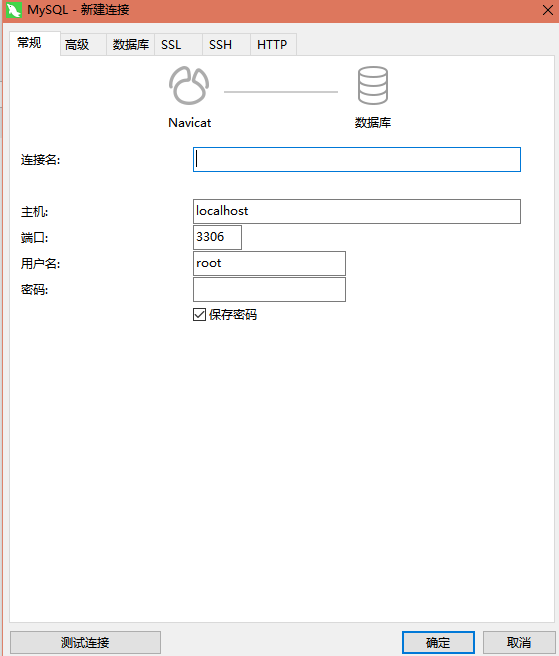 MySQL - 新建连接
常规 高级 数据库 SSL SSH HTTP
Navicat 数据库
连接名:
主机: localhost
端口: 3306
用户名: root
密码:
保存密码
测试连接 确定 取消